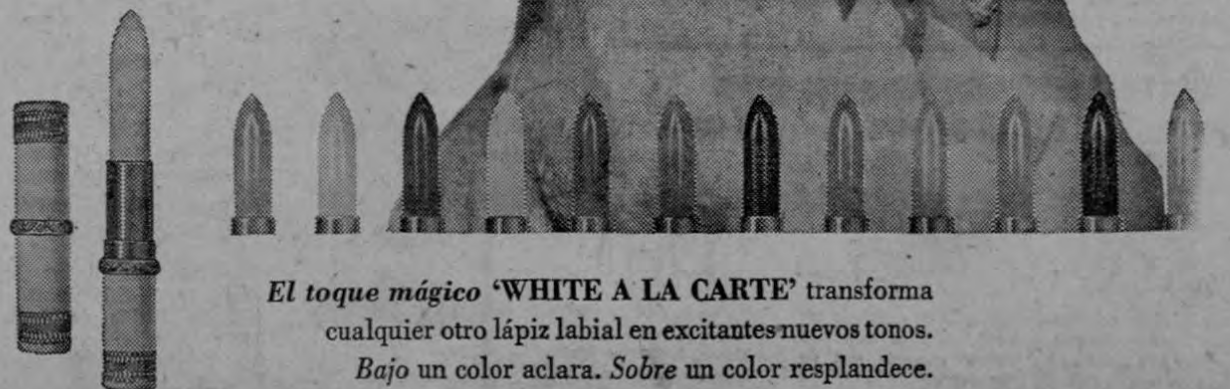 El toque mágico ‘WHITE A LA CARTE’ transforma
cualquier otro lápiz labial en excitantes nuevos tonos.
Bajo un color aclara. Sobre un color resplandece.